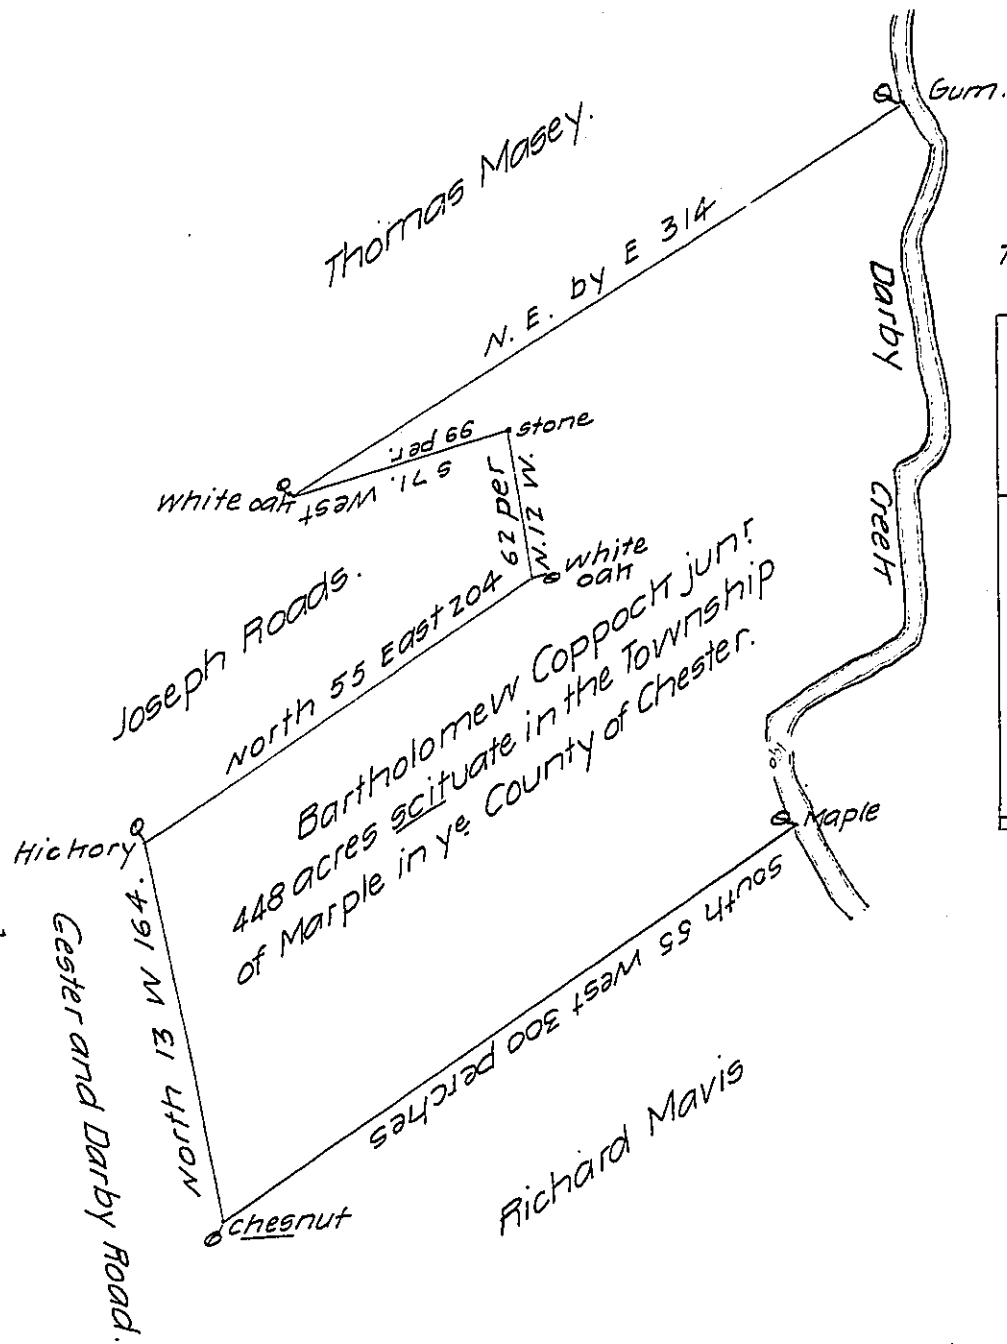 Gum.
Thomas Masey.
N. E. by E 314
Darby
Creek
99 per.
S 71. West
stone
White oak
62 per
N. 12 W.
White
oak
Joseph Roads.
North 55 East 204
Bartholomew Coppock junr
448 acres scituate in the Township
of Marple in ye County of Chester.
Hickory
Maple
North 13 W 164.
South 55 West 300 perches
Cester and Darby Road.
Richard Mavis
chesnut